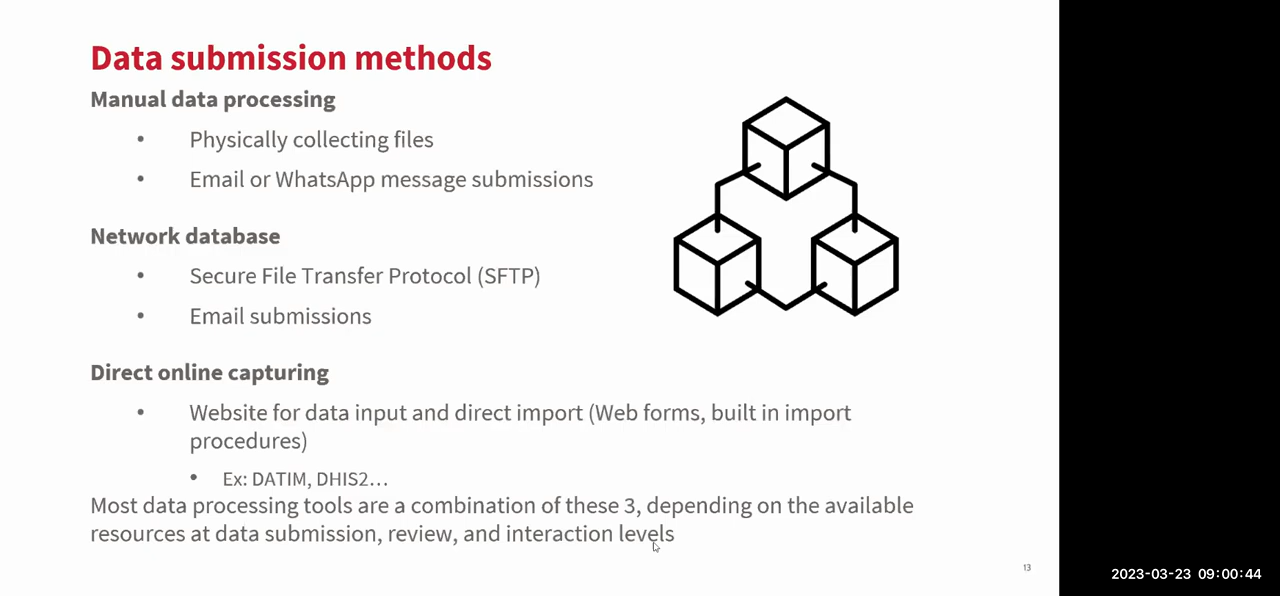 Data submission methods
Manual data processing
• Physically collecting files
• Email or WhatsApp message submissions
Network database
• Secure File Transfer Protocol (SFTP)
• Email submissions
Direct online capturing
• Website for data input and direct import (Web forms, built in import
procedures)
• Ex: DATIM, DHIS2...
Most data processing tools are a combination of these 3, depending on the available
resources at data submission, review, and interaction levels
13
2023-03-23 09:00:44